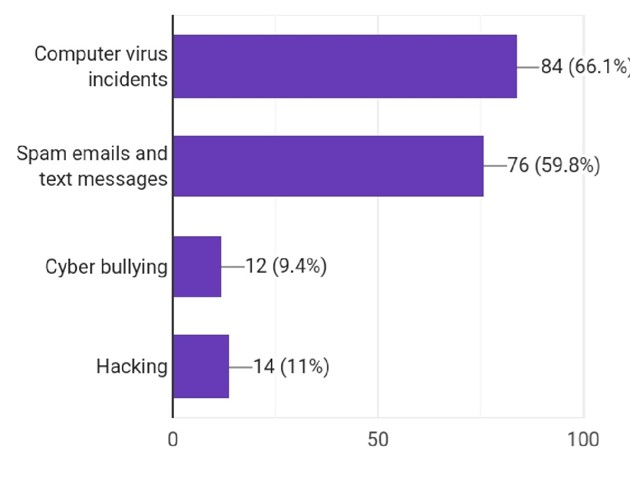 Computer virus
incidents
84 (66.1%)
Spam emails and
text messages
76 (59.8%)
Cyber bullying
12 (9.4%)
Hacking
14 (11%)
0
50
100